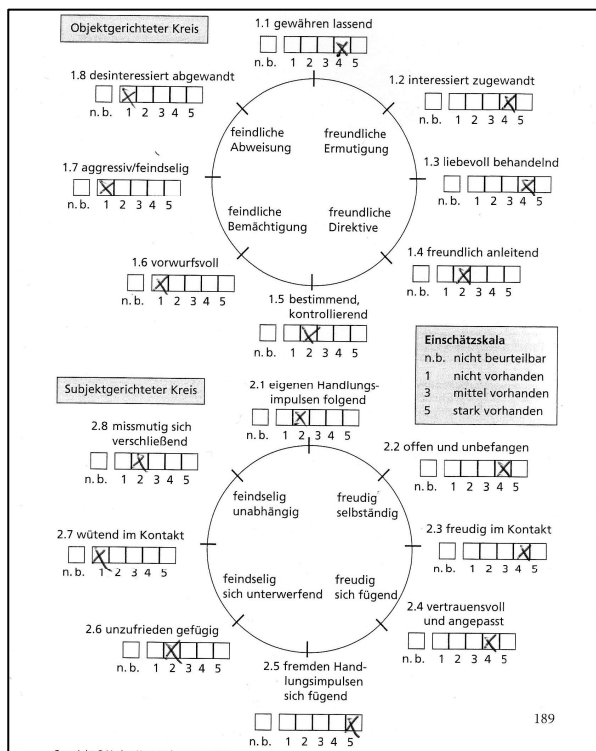 Objektgerichteter Kreis
1.1 gewähren lassend
n.b. 1 2 3 4 5
1.8 desinteressiert abgewandt
n.b. 1 2 3 4 5
1.2 interessiert zugewandt
n.b. 1 2 3 4 5
feindliche
Abweisung
freundliche
Ermutigung
1.7 aggressiv/feindselig
n.b. 1 2 3 4 5
1.3 liebevoll behandelnd
n.b. 1 2 3 4 5
feindliche
Bemächtigung
freundliche
Direktive
1.6 vorwurfsvoll
n.b. 1 2 3 4 5
1.4 freundlich anleitend
n.b. 1 2 3 4 5
1.5 bestimmend,
kontrollierend
n.b. 1 2 3 4 5
Einschätzskala
n.b. nicht beurteilbar
1 nicht vorhanden
3 mittel vorhanden
5 stark vorhanden
Subjektgerichteter Kreis
2.1 eigenen Handlungs-
impulsen folgend
n.b. 1 2 3 4 5
2.8 missmutig sich
verschließend
n.b. 1 2 3 4 5
2.2 offen und unbefangen
n.b. 1 2 3 4 5
feindselig
unabhängig
freudig
selbständig
2.7 wütend im Kontakt
n.b. 1 2 3 4 5
2.3 freudig im Kontakt
n.b. 1 2 3 4 5
feindselig
sich unterwerfend
freudig
sich fügend
2.6 unzufrieden gefügig
n.b. 1 2 3 4 5
2.4 vertrauensvoll
und angepasst
n.b. 1 2 3 4 5
2.5 fremden Hand-
lungsimpulsen
sich fügend
n.b. 1 2 3 4 5
189